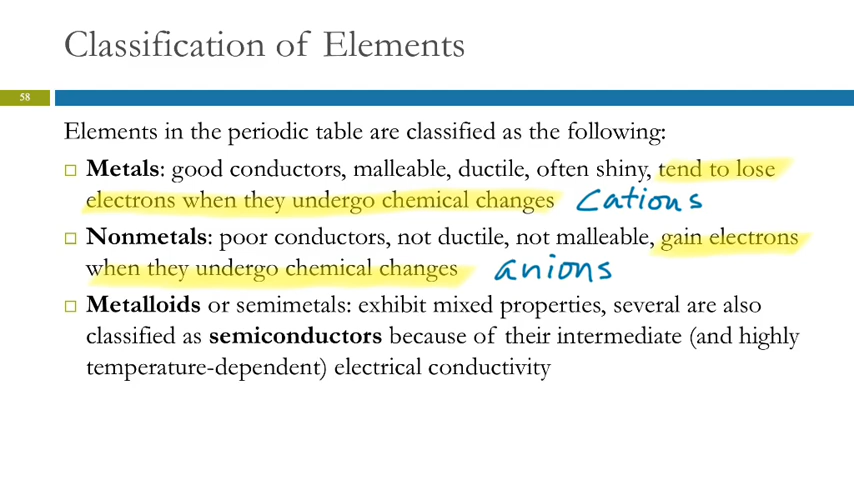 Classification of Elements
58
Elements in the periodic table are classified as the following:
Metals: good conductors, malleable, ductile, often shiny, tend to lose
electrons when they undergo chemical changes Cations
Nonmetals: poor conductors, not ductile, not malleable, gain electrons
when they undergo chemical changes anions
Metalloids or semimetals: exhibit mixed properties, several are also
classified as semiconductors because of their intermediate (and highly
temperature-dependent) electrical conductivity